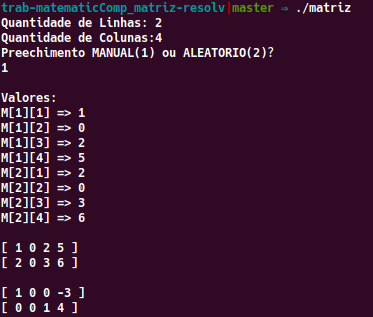 trab-matematicComp_matriz-resolv|master ⇒ ./matriz
Quantidade de Linhas: 2
Quantidade de Colunas:4
Preechimento MANUAL(1) ou ALEATORIO(2)?
1
Valores:
M[1][1] => 1
M[1][2] => 0
M[1][3] => 2
M[1][4] => 5
M[2][1] => 2
M[2][2] => 0
M[2][3] => 3
M[2][4] => 6
[ 1 0 2 5 ]
[ 2 0 3 6 ]
[ 1 0 0 -3 ]
[ 0 0 1 4 ]